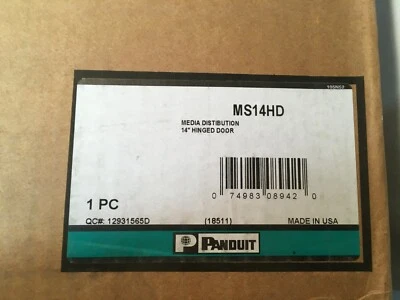 MS14HD
MEDIA DISTIBUTION
14" HINGED DOOR
0 74983 08942 0
1 PC
QC#: 12931565D (18511) MADE IN USA
P PANDUIT